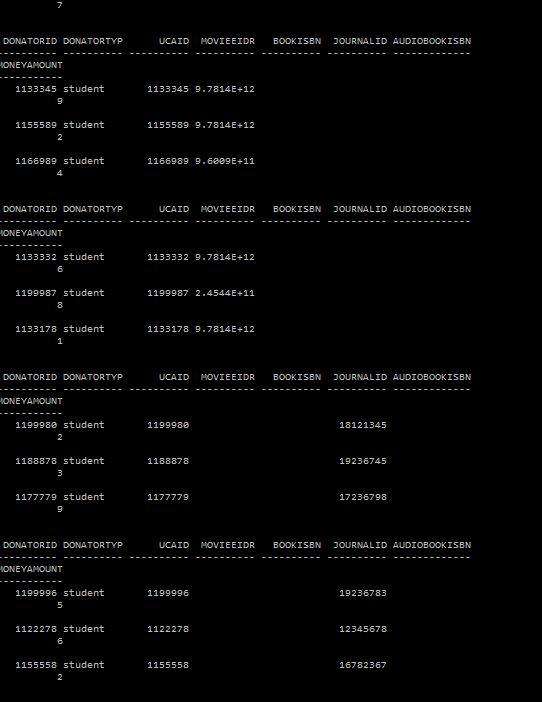 7
DONATORID DONATORTYP UCAID MOVIEEIDR BOOKISBN JOURNALID AUDIOBOOKISBN
---------- ---------- ---------- ---------- ---------- ---------- -------------
MONEYAMOUNT
-----------
1133345 student 1133345 9.7814E+12
9
1155589 student 1155589 9.7814E+12
2
1166989 student 1166989 9.6009E+11
4
DONATORID DONATORTYP UCAID MOVIEEIDR BOOKISBN JOURNALID AUDIOBOOKISBN
---------- ---------- ---------- ---------- ---------- ---------- -------------
MONEYAMOUNT
-----------
1133332 student 1133332 9.7814E+12
6
1199987 student 1199987 2.4544E+11
8
1133178 student 1133178 9.7814E+12
1
DONATORID DONATORTYP UCAID MOVIEEIDR BOOKISBN JOURNALID AUDIOBOOKISBN
---------- ---------- ---------- ---------- ---------- ---------- -------------
MONEYAMOUNT
-----------
1199980 student 1199980 18121345
2
1188878 student 1188878 19236745
3
1177779 student 1177779 17236798
9
DONATORID DONATORTYP UCAID MOVIEEIDR BOOKISBN JOURNALID AUDIOBOOKISBN
---------- ---------- ---------- ---------- ---------- ---------- -------------
MONEYAMOUNT
-----------
1199996 student 1199996 19236783
5
1122278 student 1122278 12345678
6
1155558 student 1155558 16782367
2